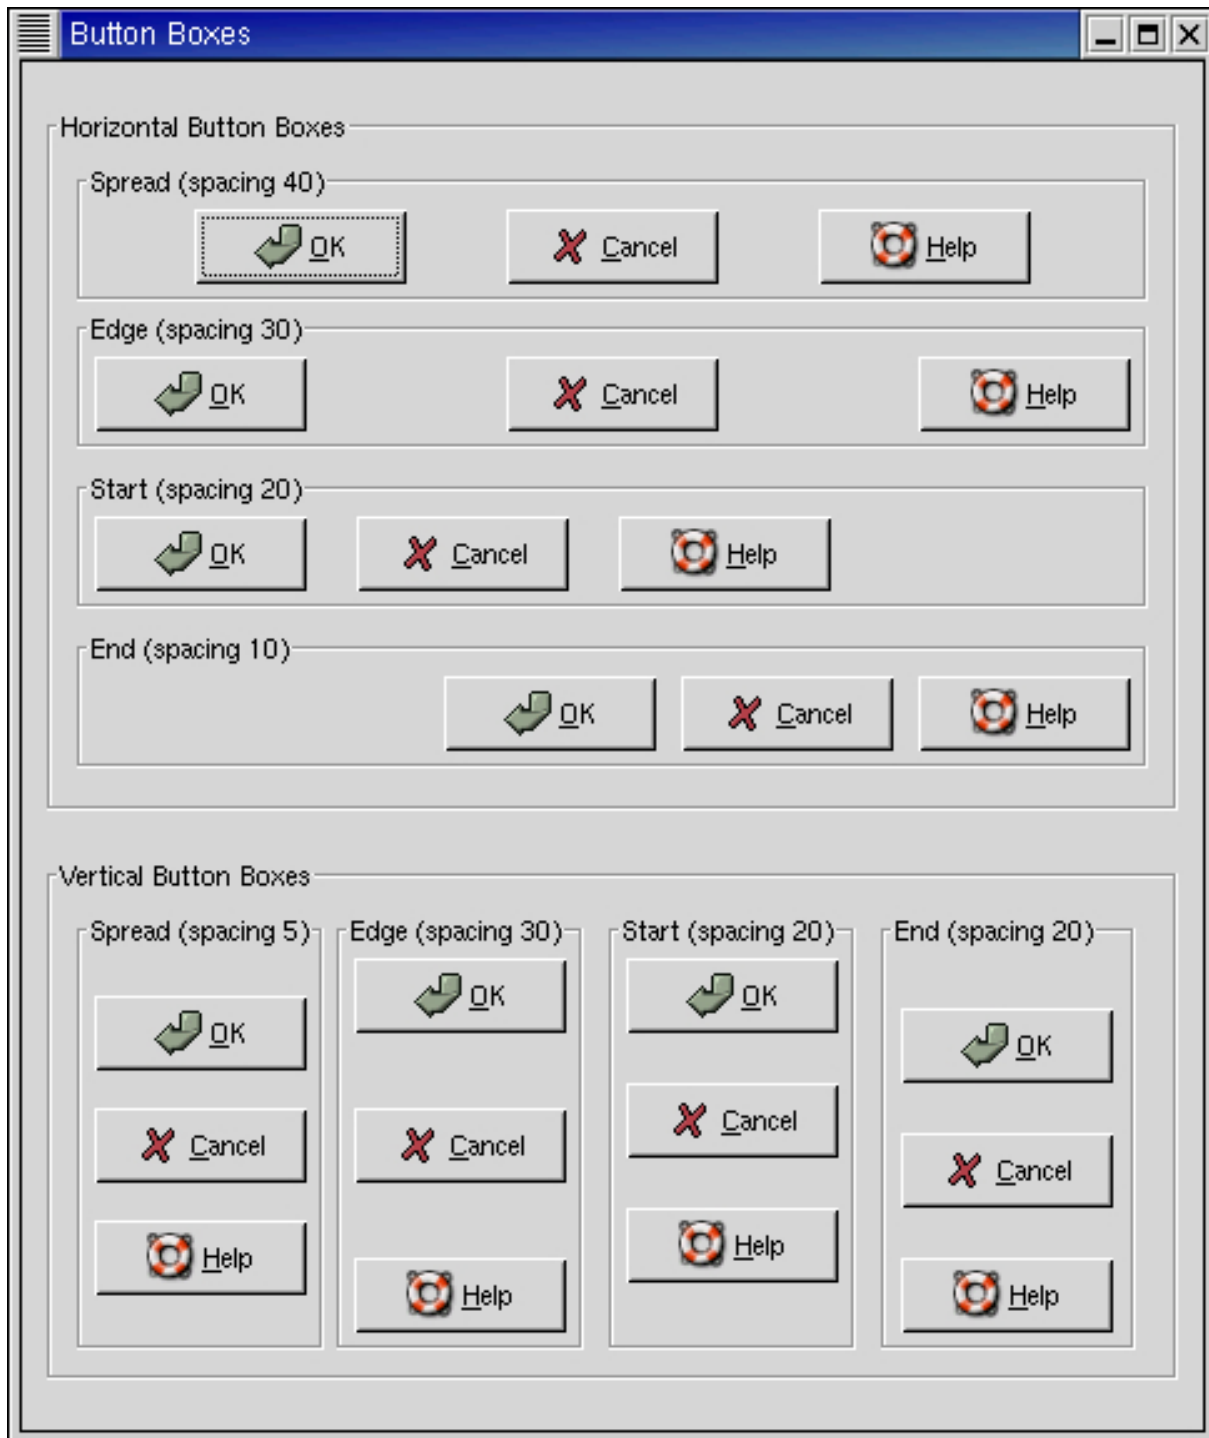 Button Boxes
Horizontal Button Boxes
Spread (spacing 40)
OK Cancel Help
Edge (spacing 30)
OK Cancel Help
Start (spacing 20)
OK Cancel Help
End (spacing 10)
OK Cancel Help
Vertical Button Boxes
Spread (spacing 5)
OK
Cancel
Help
Edge (spacing 30)
OK
Cancel
Help
Start (spacing 20)
OK
Cancel
Help
End (spacing 20)
OK
Cancel
Help